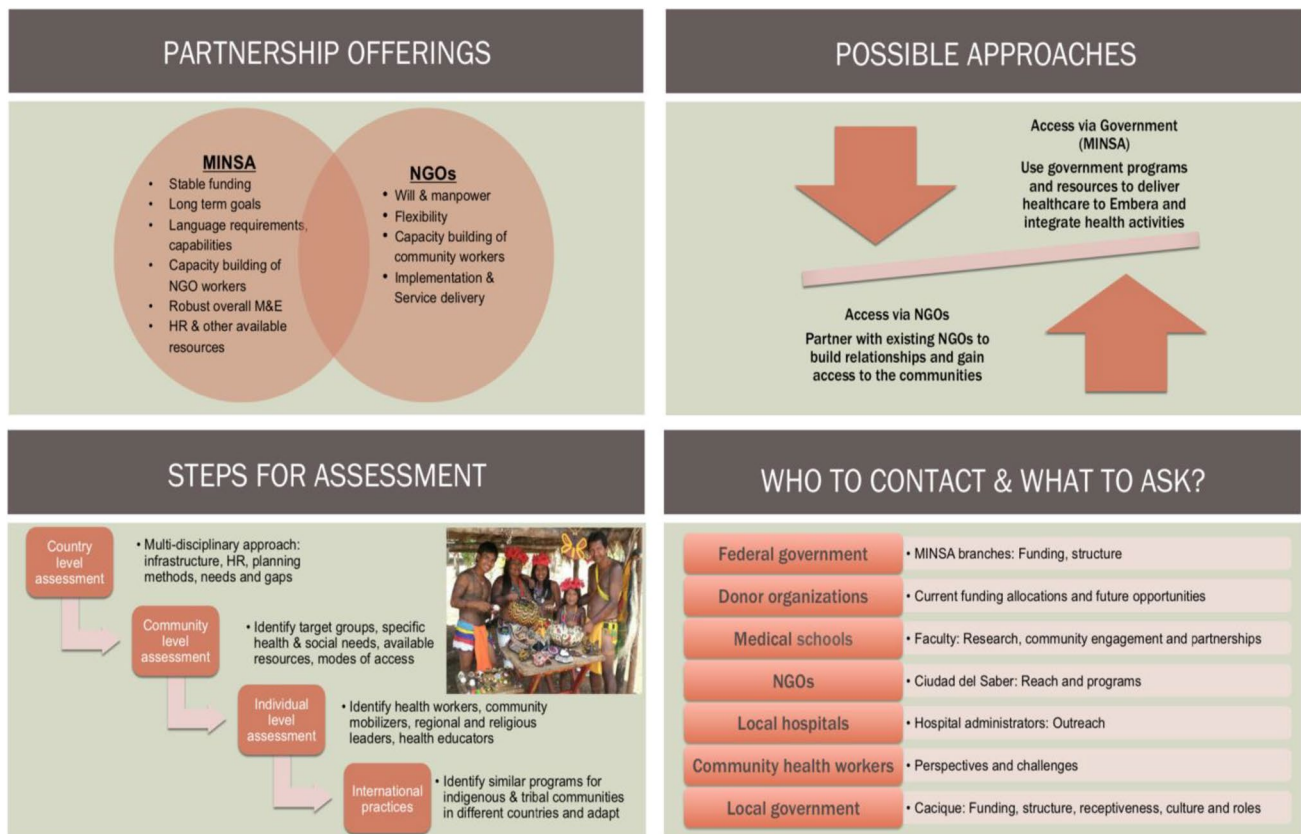 PARTNERSHIP OFFERINGS
MINSA
• Stable funding
• Long term goals
• Language requirements,
capabilities
• Capacity building of
NGO workers
• Robust overall M&E
• HR & other available
resources
NGOs
• Will & manpower
• Flexibility
• Capacity building of
community workers
• Implementation &
Service delivery
POSSIBLE APPROACHES
Access via Government
(MINSA)
Use government programs
and resources to deliver
healthcare to Embera and
integrate health activities
Access via NGOs
Partner with existing NGOs to
build relationships and gain
access to the communities
STEPS FOR ASSESSMENT
Country
level
assessment
• Multi-disciplinary approach:
infrastructure, HR, planning
methods, needs and gaps
Community
level
assessment
• Identify target groups, specific
health & social needs, available
resources, modes of access
Individual
level
assessment
• Identify health workers, community
mobilizers, regional and religious
leaders, health educators
International
practices
• Identify similar programs for
indigenous & tribal communities
in different countries and adapt
WHO TO CONTACT & WHAT TO ASK?
Federal government
• MINSA branches: Funding, structure
Donor organizations
• Current funding allocations and future opportunities
Medical schools
• Faculty: Research, community engagement and partnerships
NGOs
• Ciudad del Saber: Reach and programs
Local hospitals
• Hospital administrators: Outreach
Community health workers
• Perspectives and challenges
Local government
• Cacique: Funding, structure, receptiveness, culture and roles